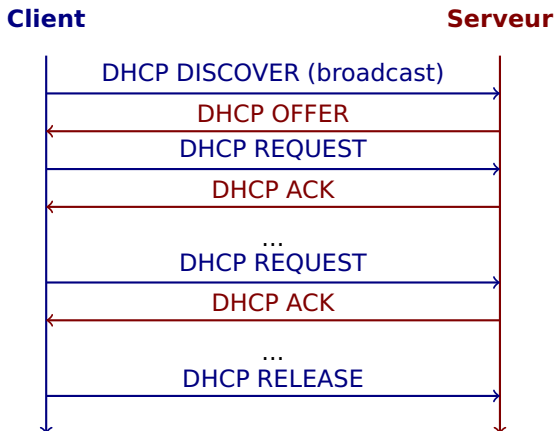 Client Serveur
DHCP DISCOVER (broadcast)
DHCP OFFER
DHCP REQUEST
DHCP ACK
...
DHCP REQUEST
DHCP ACK
...
DHCP RELEASE